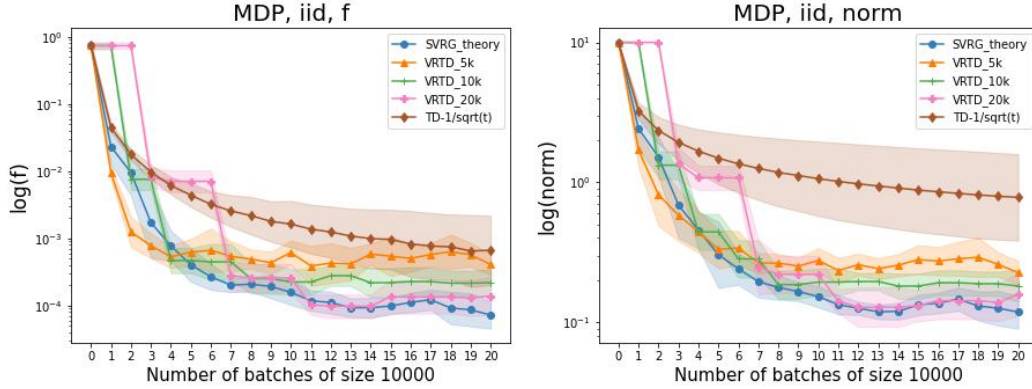 MDP, iid, f
log(f)
10⁰
10⁻¹
10⁻²
10⁻³
10⁻⁴
SVRG_theory
VRTD_5k
VRTD_10k
VRTD_20k
TD-1/sqrt(t)
0 1 2 3 4 5 6 7 8 9 10 11 12 13 14 15 16 17 18 19 20
Number of batches of size 10000
MDP, iid, norm
log(norm)
10¹
10⁰
10⁻¹
SVRG_theory
VRTD_5k
VRTD_10k
VRTD_20k
TD-1/sqrt(t)
0 1 2 3 4 5 6 7 8 9 10 11 12 13 14 15 16 17 18 19 20
Number of batches of size 10000